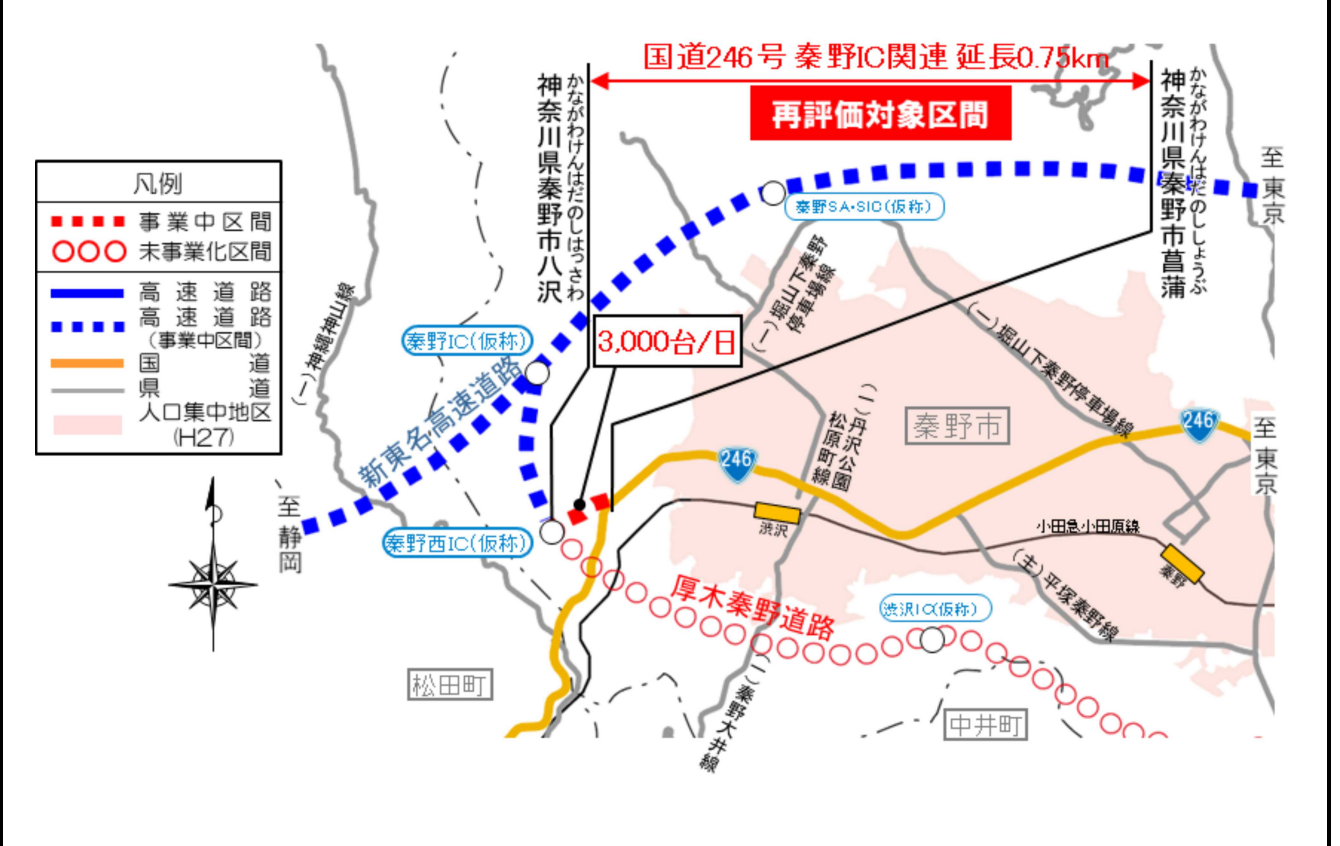 国道246号 秦野IC関連 延長0.75km
再評価対象区間
かながわけんはだのしはっさわ
神奈川県秦野市八沢
かながわけんはだのししょうぶ
神奈川県秦野市菖蒲
至東京
凡例
事業中区間
未事業化区間
高速道路
高速道路
(事業中区間)
国道
県道
人口集中地区
(H27)
秦野SA・SIC(仮称)
(一)堀山下秦野
停車場線
(一)神縄神山線
秦野IC(仮称)
3,000台/日
(一)堀山下秦野停車場線
新東名高速道路
(一)丹沢公園
松原町線
秦野市
246
246
至東京
至静岡
秦野西IC(仮称)
渋沢
小田急小田原線
秦野
(主)平塚秦野線
厚木秦野道路
渋沢IC(仮称)
松田町
(一)秦野大井線
中井町